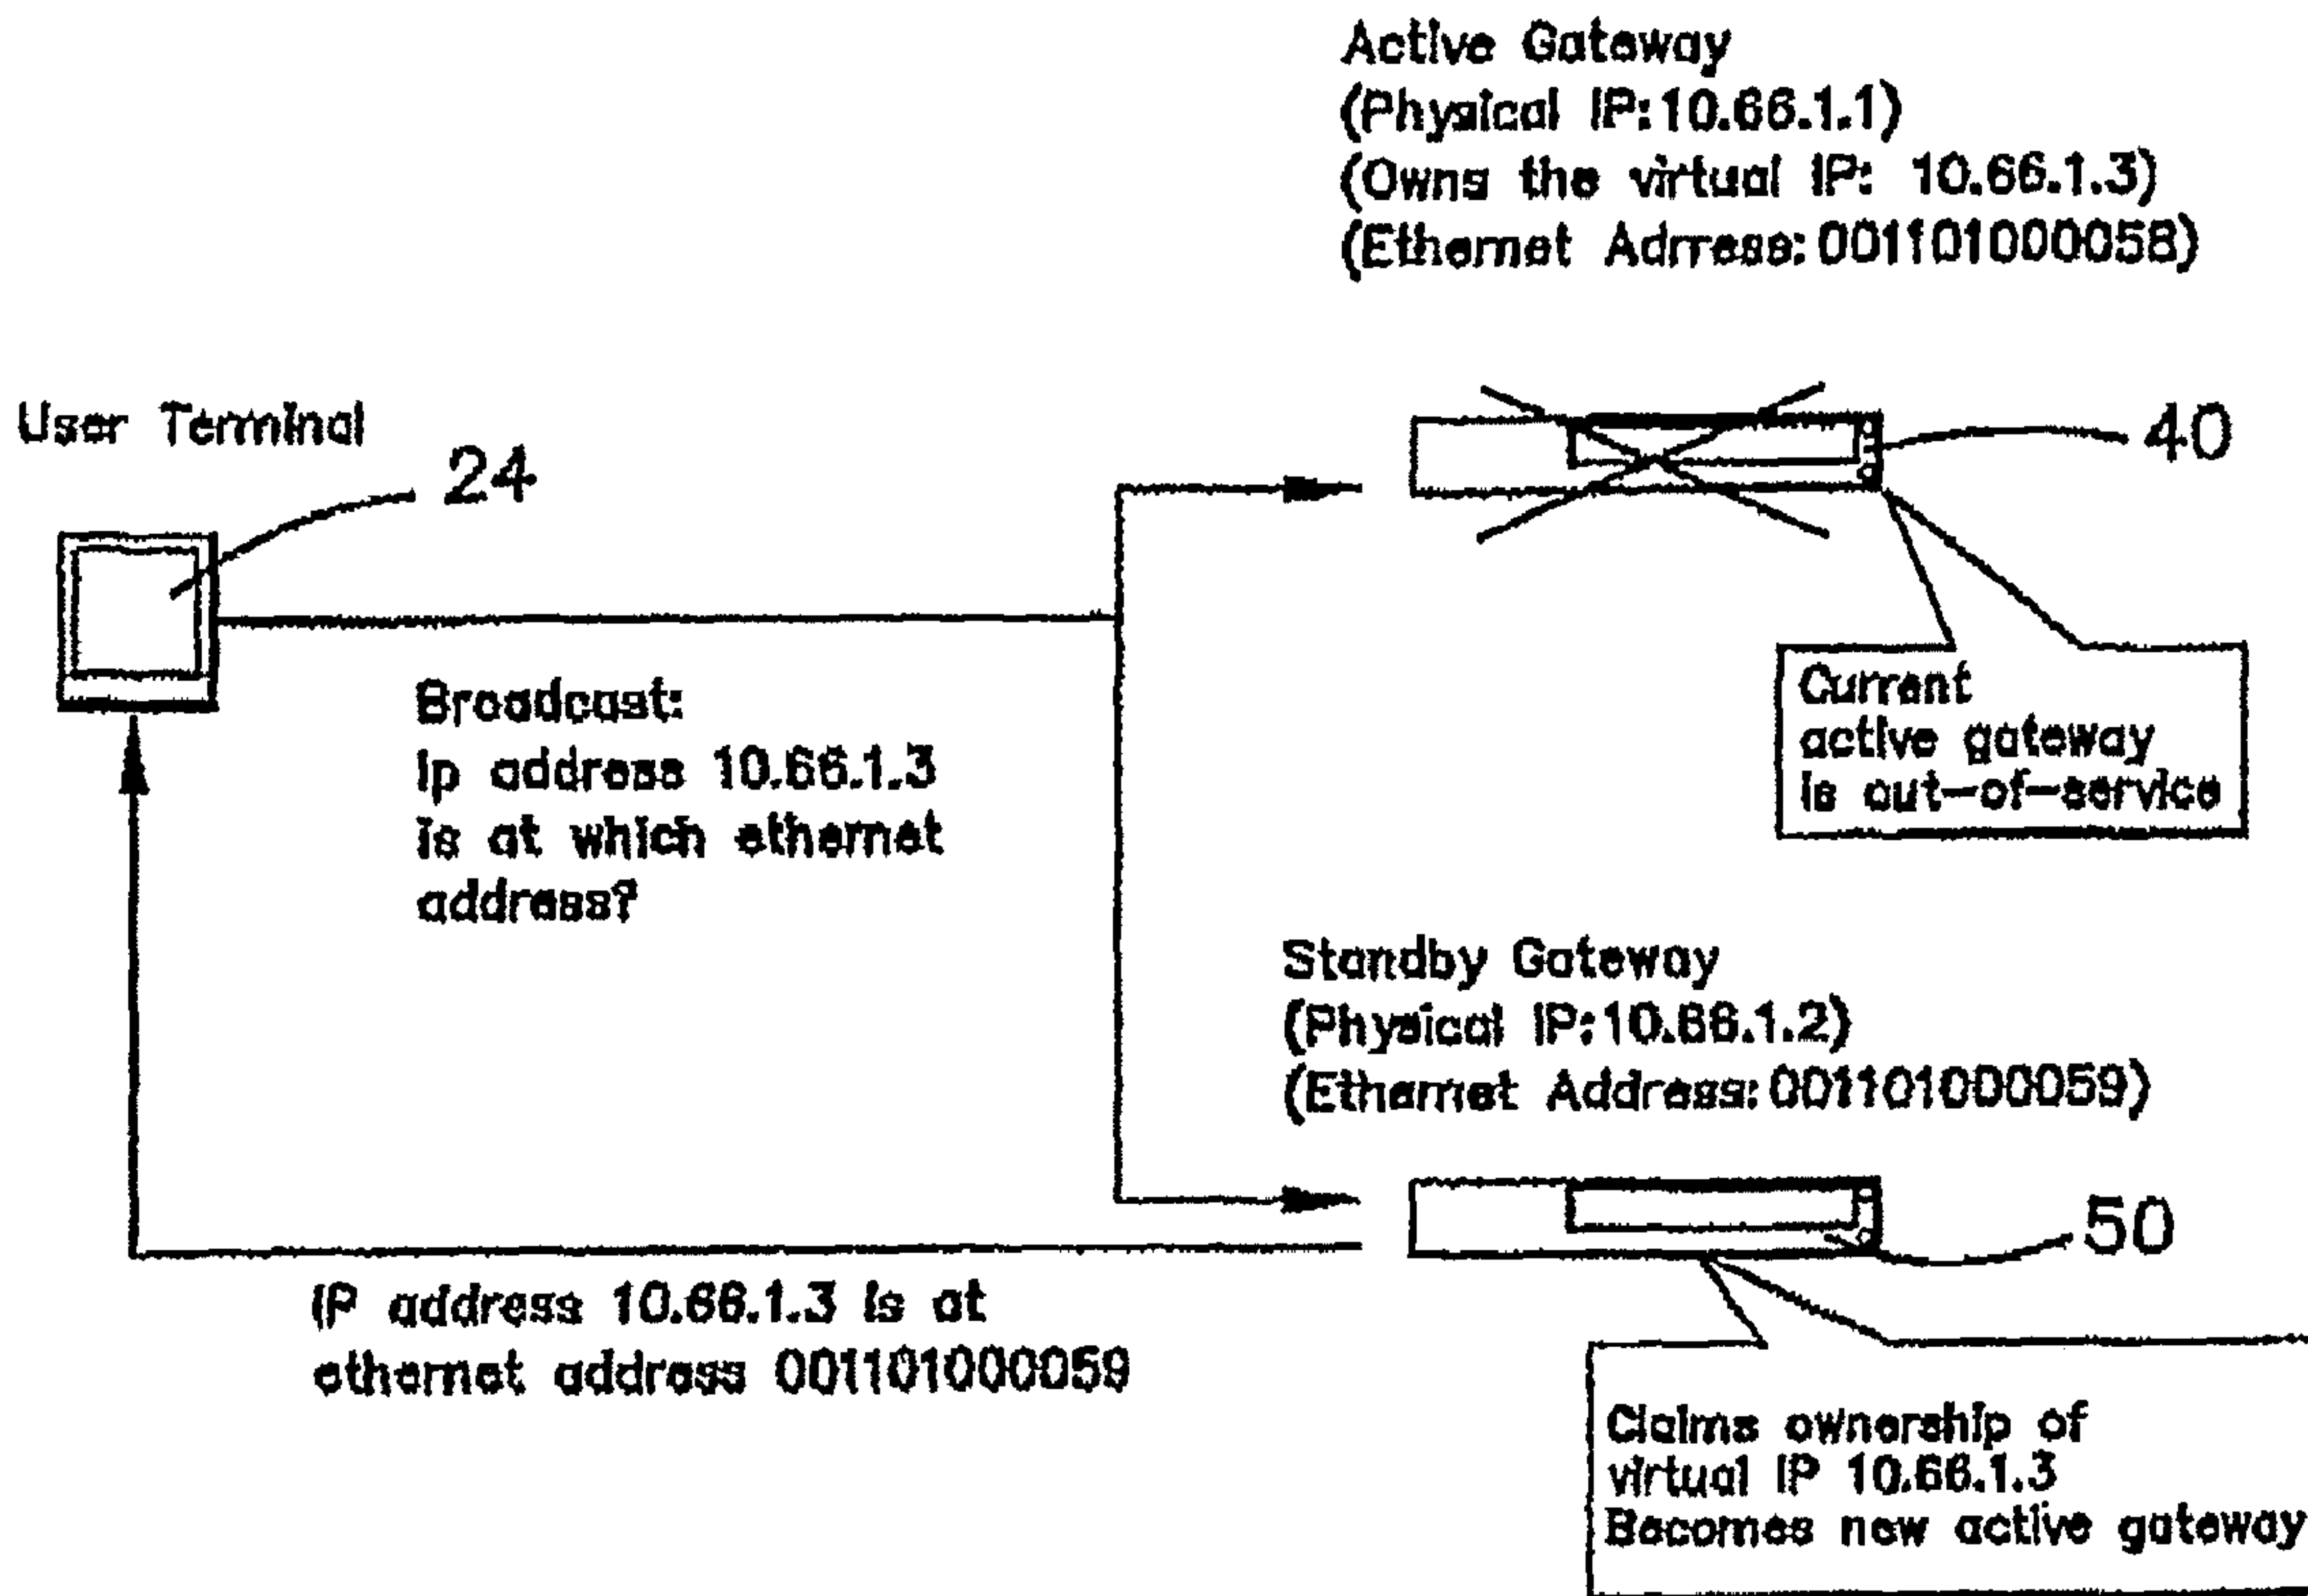 Active Gateway
(Physical IP:10.66.1.1)
(Owns the virtual IP: 10.66.1.3)
(Ethernet Adrress:001101000058)
User Terminal
24
40
Broadcast:
Ip address 10.66.1.3
is at which ethernet
address?
Current
active gateway
is out-of-service
Standby Gateway
(Physical IP:10.66.1.2)
(Ethernet Address:001101000059)
50
IP address 10.66.1.3 is at
ethernet address 001101000059
Claims ownership of
virtual IP 10.66.1.3
Becomes new active gateway